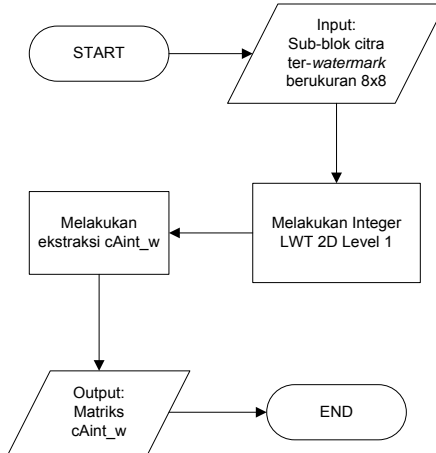 START
Input:
Sub-blok citra
ter-watermark
berukuran 8x8
Melakukan Integer
LWT 2D Level 1
Melakukan
ekstraksi cAint_w
Output:
Matriks
cAint_w
END